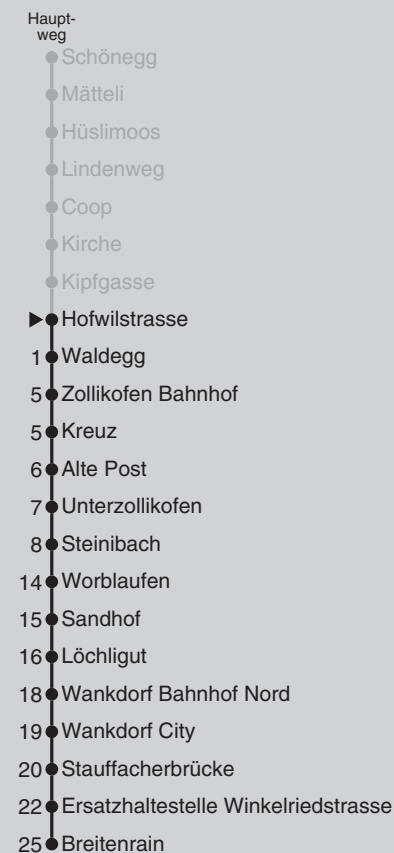 Haupt-
weg
Schönegg
Mätteli
Hüslimoos
Lindenweg
Coop
Kirche
Kipfgasse
Hofwilstrasse
1 Waldegg
5 Zollikofen Bahnhof
5 Kreuz
6 Alte Post
7 Unterzollikofen
8 Steinibach
14 Worblaufen
15 Sandhof
16 Löchligut
18 Wankdorf Bahnhof Nord
19 Wankdorf City
20 Stauffacherbrücke
22 Ersatzhaltestelle Winkelriedstrasse
25 Breitenrain